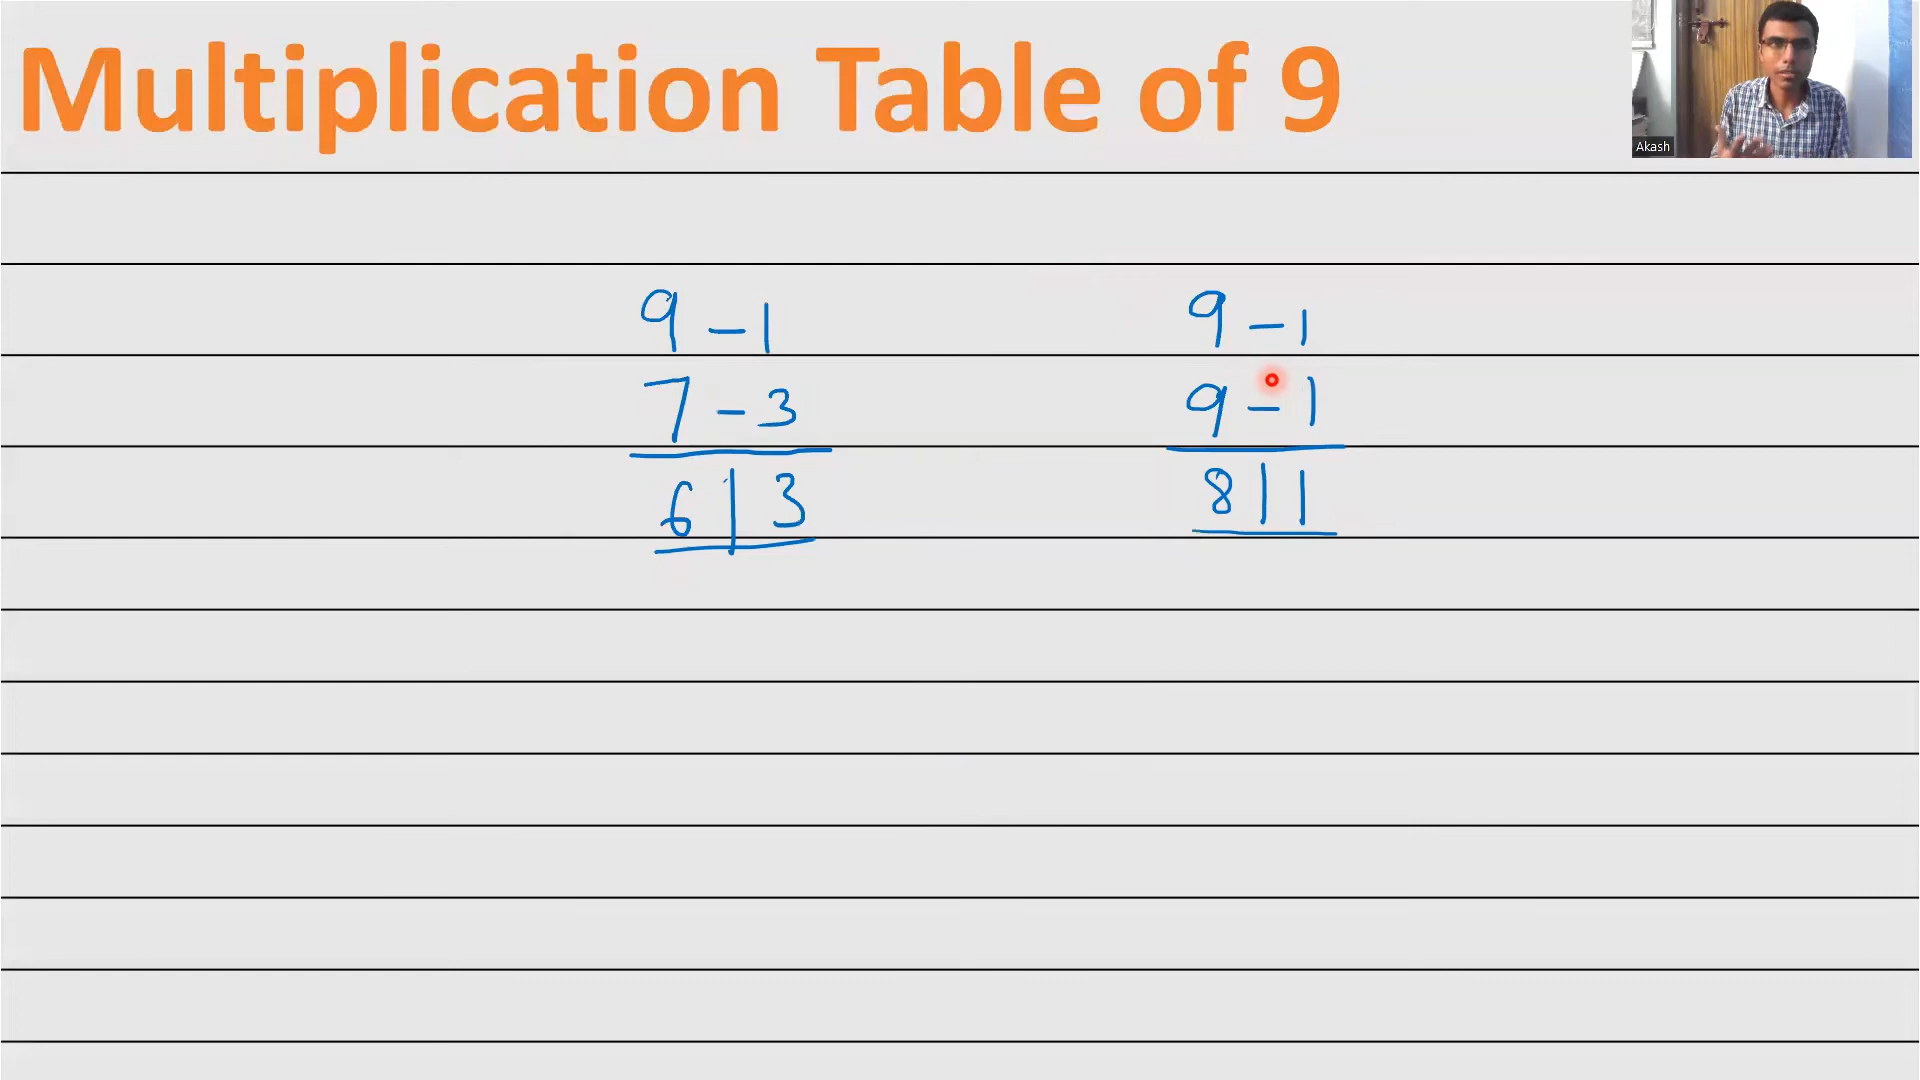 Multiplication Table of 9
Akash
9 - 1
7 - 3
6 | 3
9 - 1
9 - 1
8 | 1